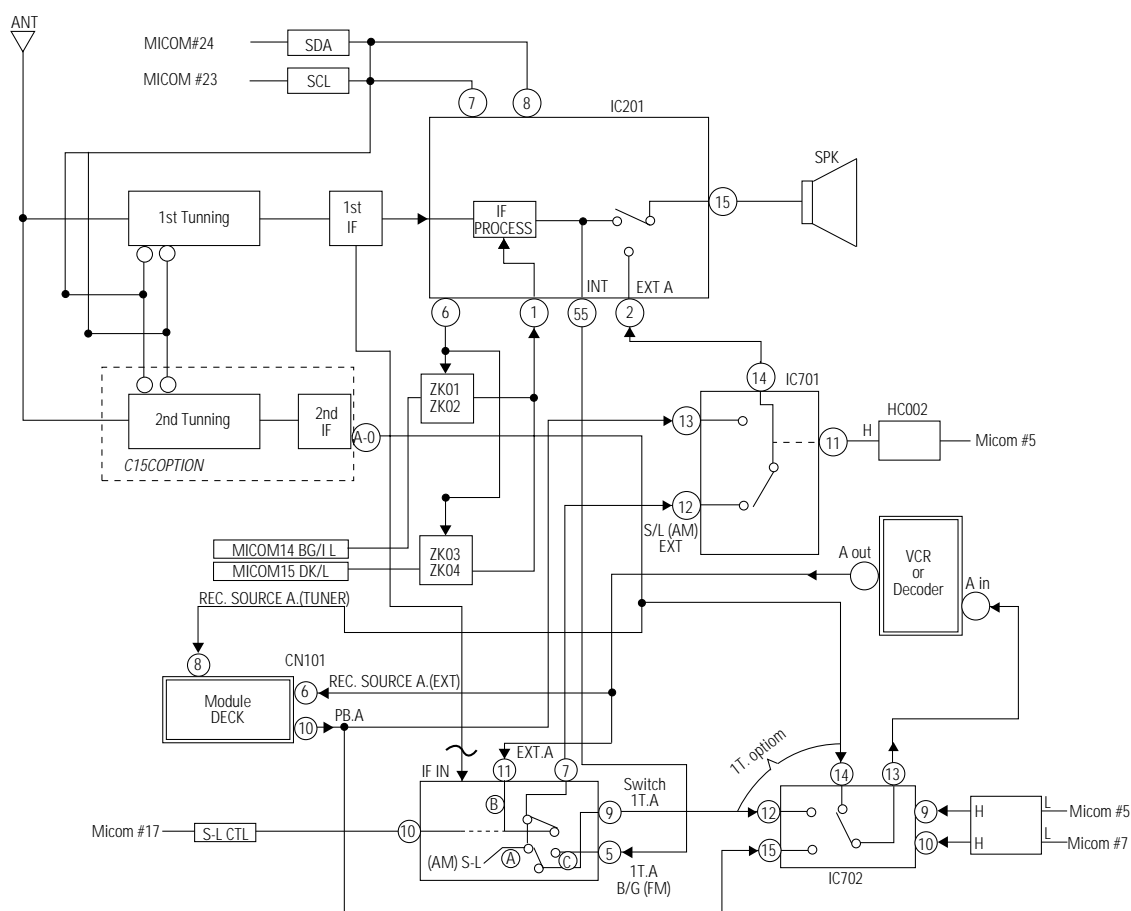 ANT
MICOM#24
SDA
MICOM #23
SCL
7
8
IC201
SPK
1st Tunning
1st
IF
IF
PROCESS
15
INT
EXT A
6
1
55
2
14
IC701
ZK01
ZK02
HC002
2nd Tunning
2nd
IF
A-0
13
11
H
Micom #5
C15COPTION
12
S/L (AM)
EXT
MICOM14 BG/I L
MICOM15 DK/L
ZK03
ZK04
A out
VCR
or
Decoder
A in
REC. SOURCE A.(TUNER)
8
CN101
6
REC. SOURCE A.(EXT)
Module
DECK
10
PB.A
1T. optiom
IF IN
11
EXT.A
7
Switch
1T.A
14
13
B
9
12
9
H
L
Micom #5
Micom #17
S-L CTL
10
10
H
L
Micom #7
(AM) S-L
A
C
5
15
1T.A
B/G (FM)
IC702